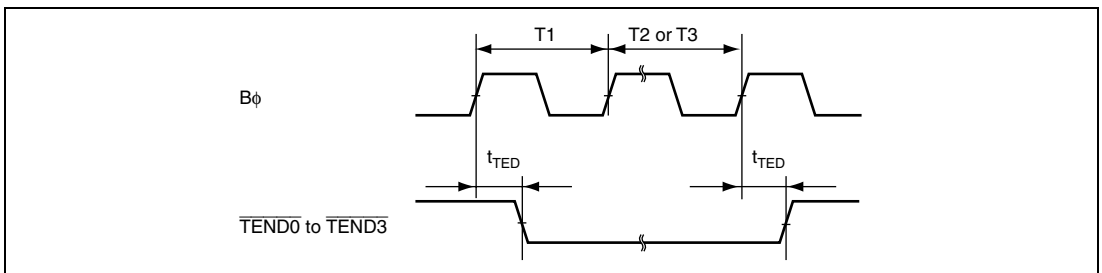 T1
T2 or T3
Bϕ
tTED
tTED
TEND0 to TEND3